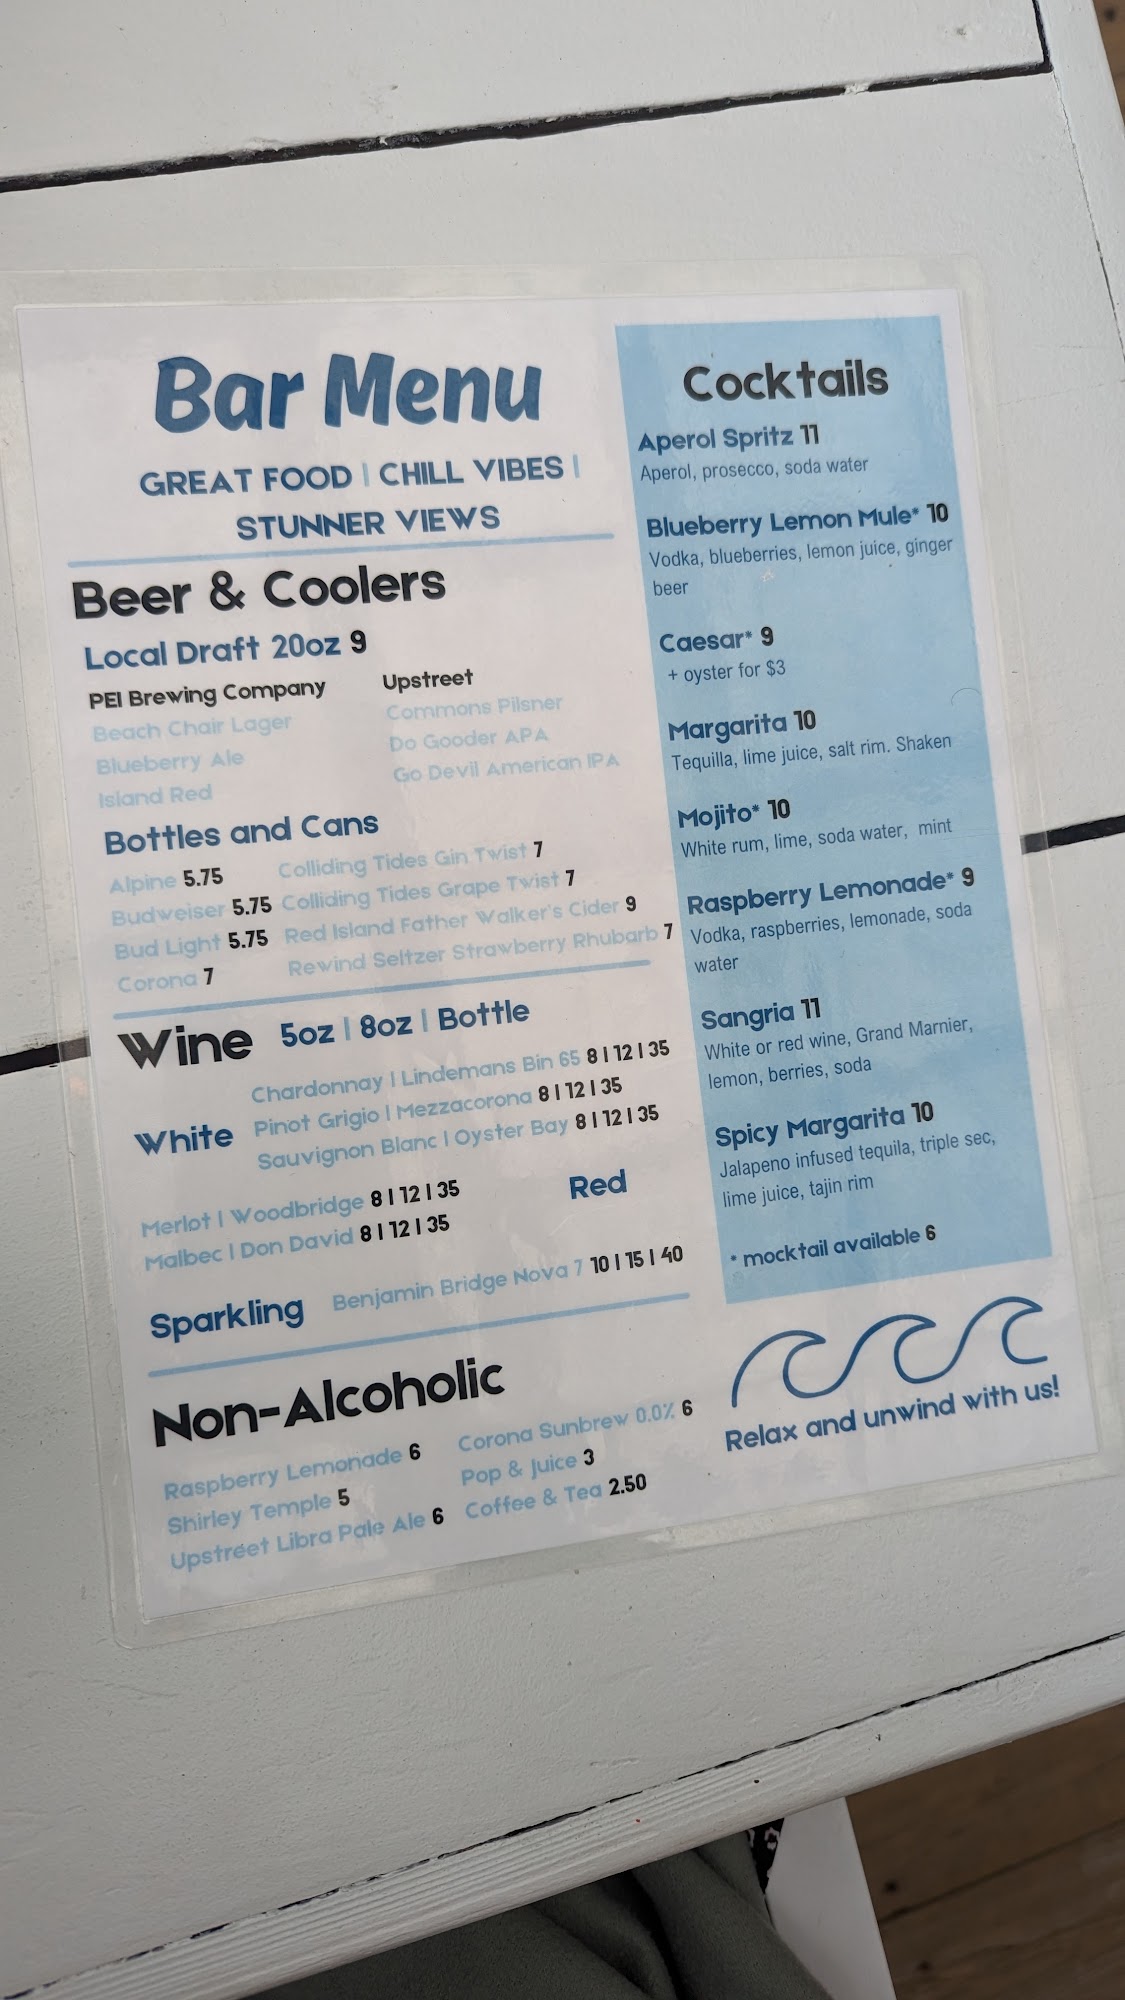 Bar Menu
GREAT FOOD | CHILL VIBES |
STUNNER VIEWS
Beer & Coolers
Local Draft 20oz 9
PEI Brewing Company
Beach Chair Lager
Blueberry Ale
Island Red
Upstreet
Commons Pilsner
Do Gooder APA
Go Devil American IPA
Bottles and Cans
Alpine 5.75
Budweiser 5.75
Bud Light 5.75
Corona 7
Colliding Tides Gin Twist 7
Colliding Tides Grape Twist 7
Red Island Father Walker's Cider 9
Rewind Seltzer Strawberry Rhubarb 7
Wine 5oz | 8oz | Bottle
White
Chardonnay | Lindemans Bin 65 8 | 12 | 35
Pinot Grigio | Mezzacorona 8 | 12 | 35
Sauvignon Blanc | Oyster Bay 8 | 12 | 35
Red
Merlot | Woodbridge 8 | 12 | 35
Malbec | Don David 8 | 12 | 35
Sparkling
Benjamin Bridge Nova 7 10 | 15 | 40
Non-Alcoholic
Raspberry Lemonade 6
Shirley Temple 5
Upstreet Libra Pale Ale 6
Corona Sunbrew 0.0% 6
Pop & Juice 3
Coffee & Tea 2.50
Cocktails
Aperol Spritz 11
Aperol, prosecco, soda water
Blueberry Lemon Mule* 10
Vodka, blueberries, lemon juice, ginger
beer
Caesar* 9
+ oyster for $3
Margarita 10
Tequilla, lime juice, salt rim. Shaken
Mojito* 10
White rum, lime, soda water, mint
Raspberry Lemonade* 9
Vodka, raspberries, lemonade, soda
water
Sangria 11
White or red wine, Grand Marnier,
lemon, berries, soda
Spicy Margarita 10
Jalapeno infused tequila, triple sec,
lime juice, tajin rim
* mocktail available 6
Relax and unwind with us!